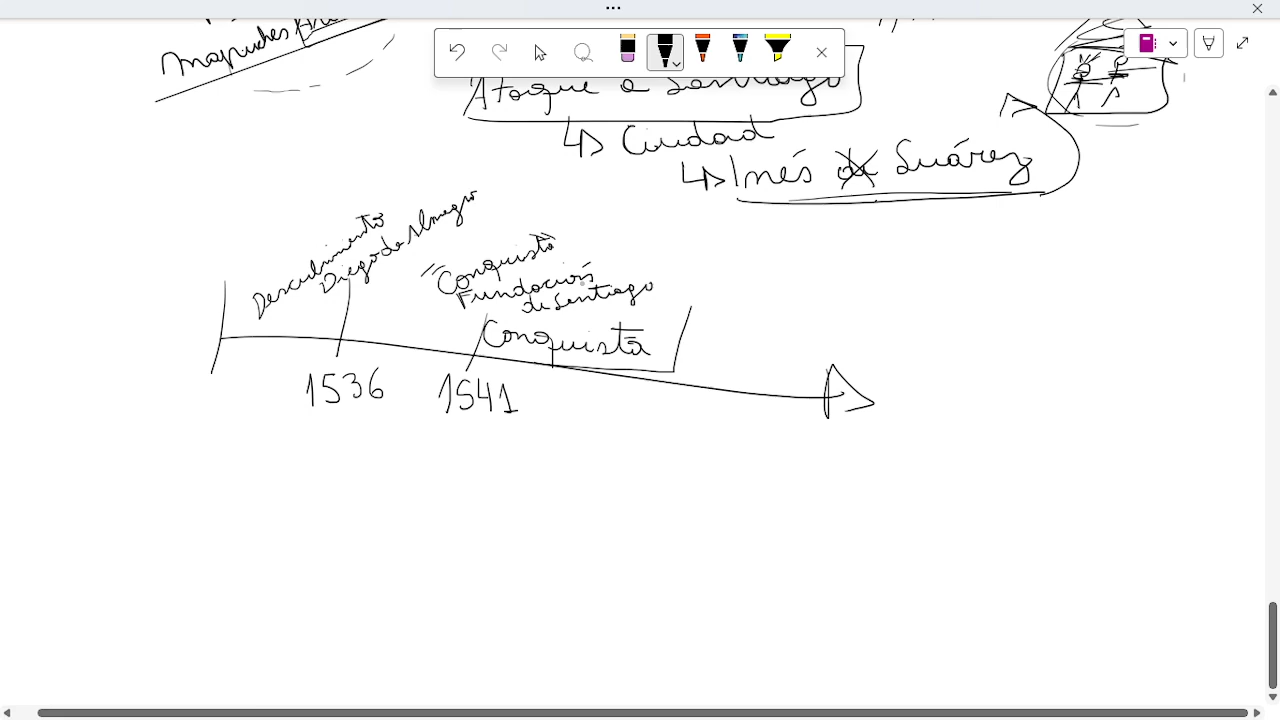 Mapuches
Ataque a Santiago
↳ Ciudad
↳ Inés de Suárez
Descubrimiento
Diego de Almagro
"Conquista"
Fundación
de Santiago
Conquista
1536
1541